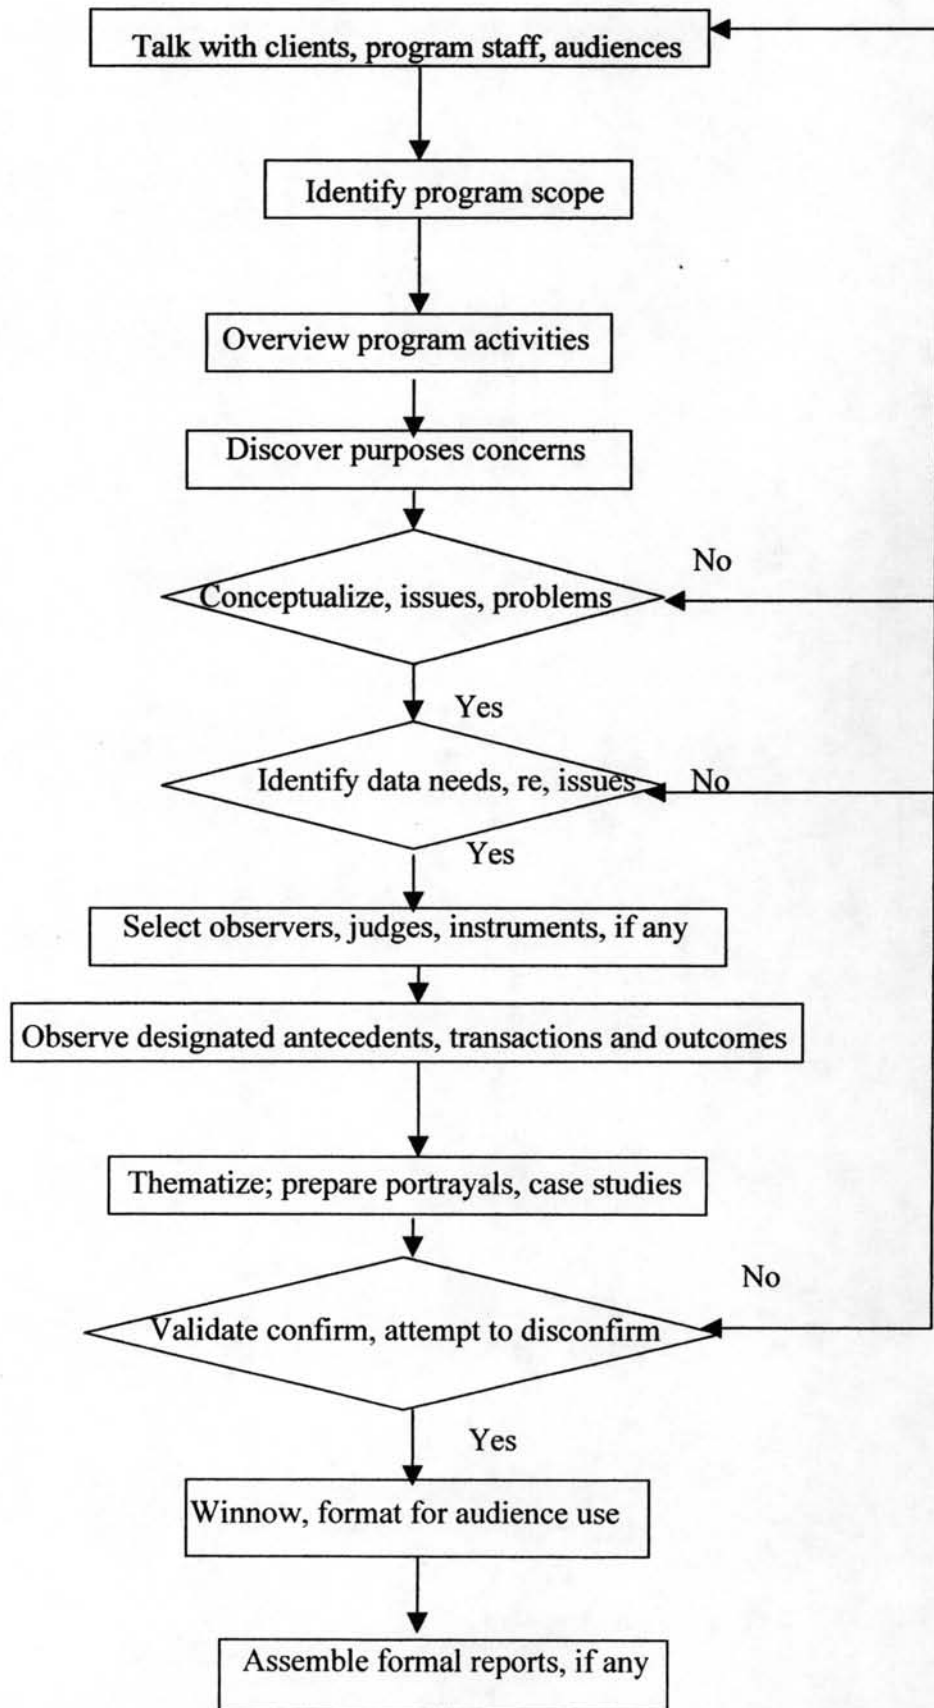 Talk with clients, program staff, audiences
Identify program scope
Overview program activities
Discover purposes concerns
No
Conceptualize, issues, problems
Yes
Identify data needs, re, issues
No
Yes
Select observers, judges, instruments, if any
Observe designated antecedents, transactions and outcomes
Thematize; prepare portrayals, case studies
No
Validate confirm, attempt to disconfirm
Yes
Winnow, format for audience use
Assemble formal reports, if any